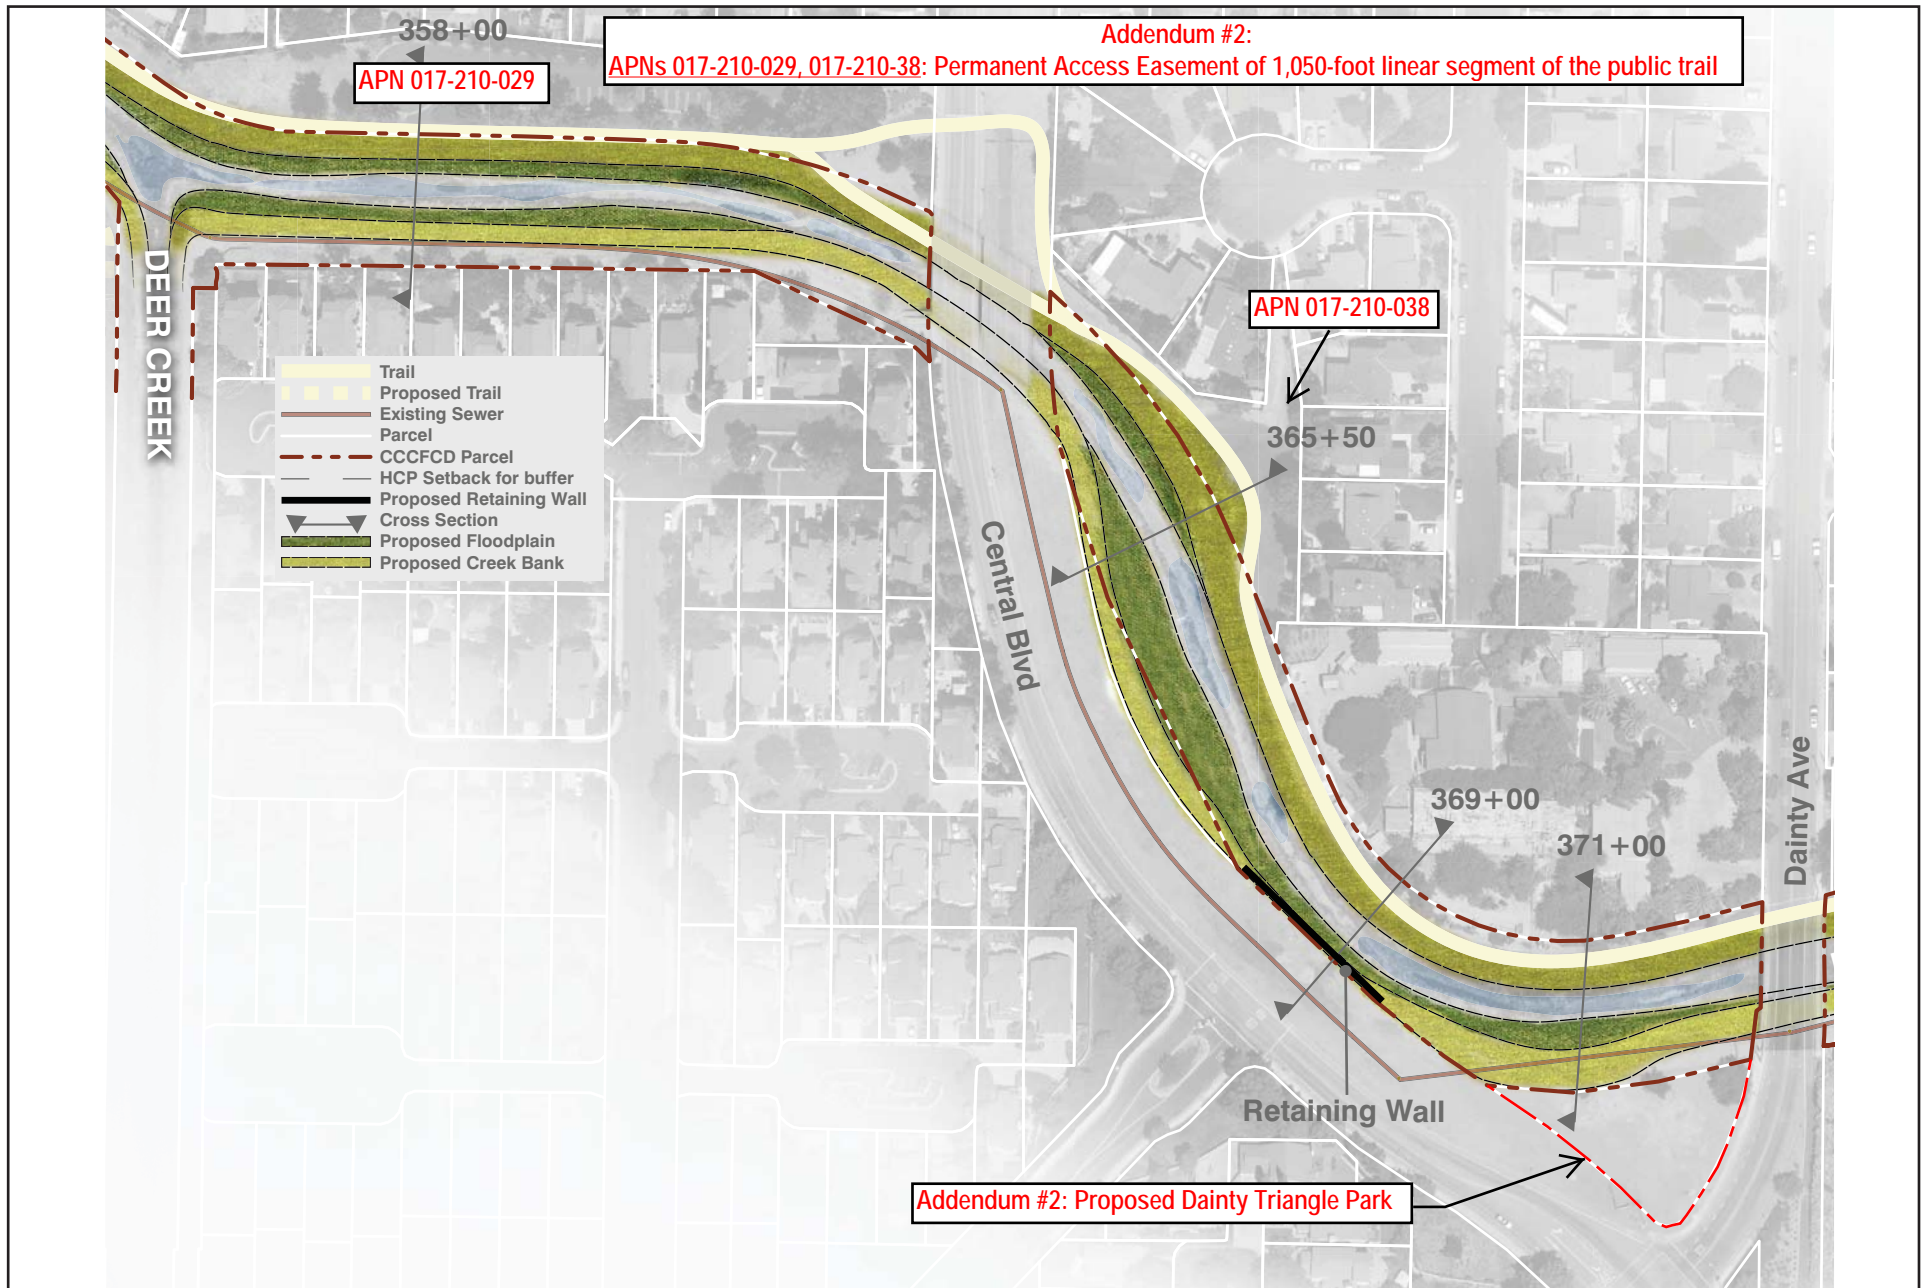 358+00
Addendum #2:
APNs 017-210-029, 017-210-38: Permanent Access Easement of 1,050-foot linear segment of the public trail
APN 017-210-029
DEER CREEK
APN 017-210-038
Trail
Proposed Trail
Existing Sewer
Parcel
CCCFCD Parcel
HCP Setback for buffer
Proposed Retaining Wall
Cross Section
Proposed Floodplain
Proposed Creek Bank
365+50
Central Blvd
369+00
371+00
Dainty Ave
Retaining Wall
Addendum #2: Proposed Dainty Triangle Park